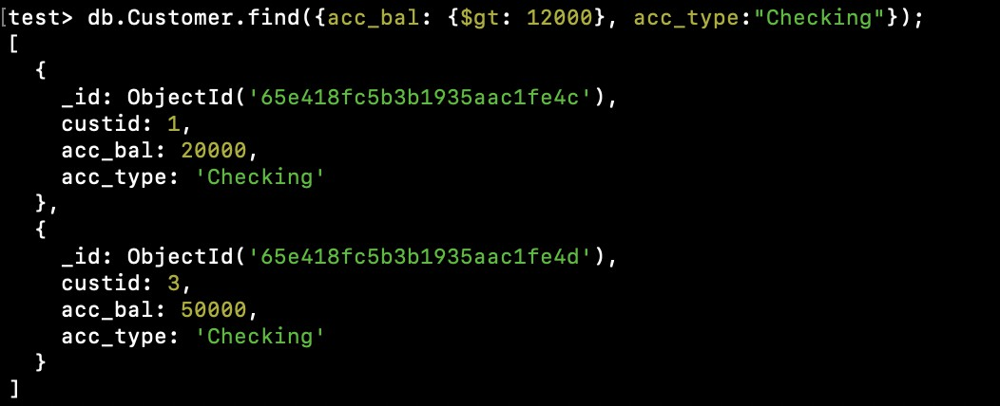 [test> db.Customer.find({acc_bal: {$gt: 12000}, acc_type:"Checking"});
[
  {
    _id: ObjectId('65e418fc5b3b1935aac1fe4c'),
    custid: 1,
    acc_bal: 20000,
    acc_type: 'Checking'
  },
  {
    _id: ObjectId('65e418fc5b3b1935aac1fe4d'),
    custid: 3,
    acc_bal: 50000,
    acc_type: 'Checking'
  }
]